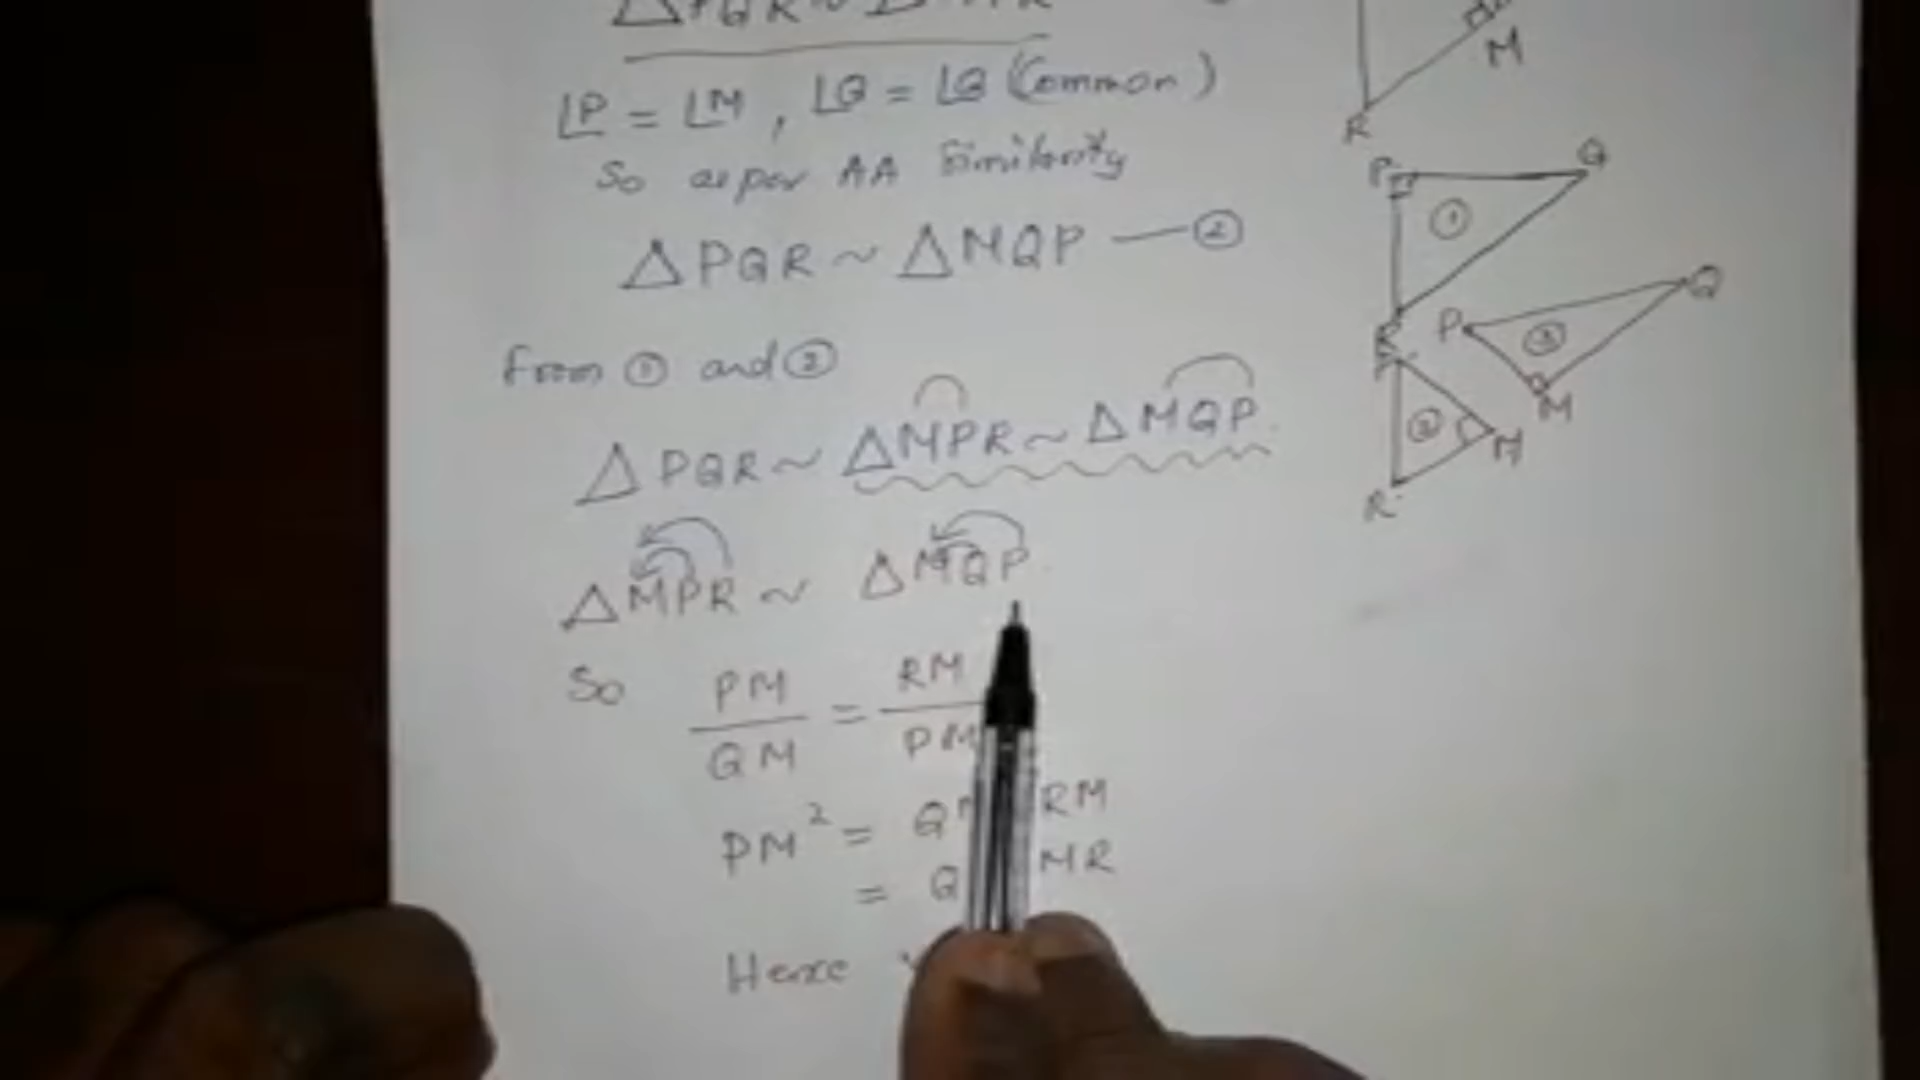 ∠P = ∠M , ∠Q = ∠Q (Common)
So as per AA Similarity
△PQR ~ △MQP — ②
from ① and ②
△PQR ~ △MPR ~ △MQP.
△MPR ~ △MQP.
So PM/QM = RM/PM
PM² = Q RM
= Q MR
Hence
M
R
P Q
①
R
P Q
③
M
②
M
R